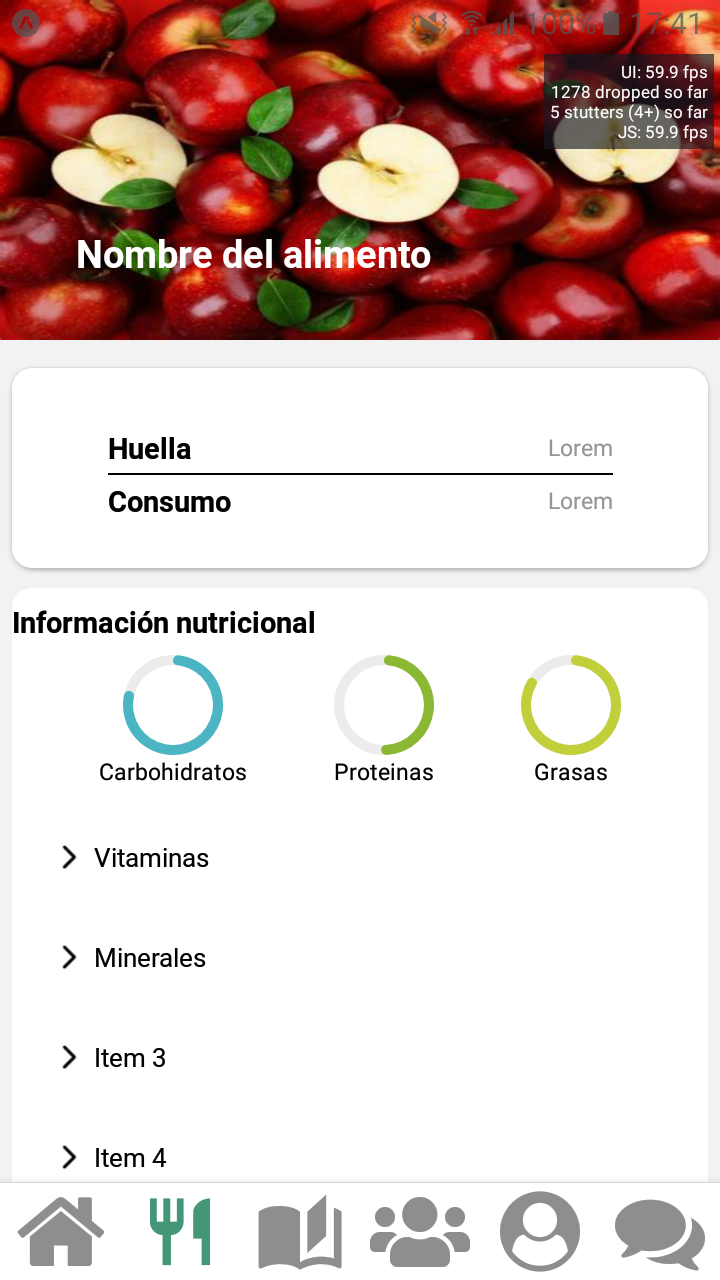 100% 17:41
UI: 59.9 fps
1278 dropped so far
5 stutters (4+) so far
JS: 59.9 fps
Nombre del alimento
Huella Lorem
Consumo Lorem
Información nutricional
Carbohidratos Proteinas Grasas
Vitaminas
Minerales
Item 3
Item 4